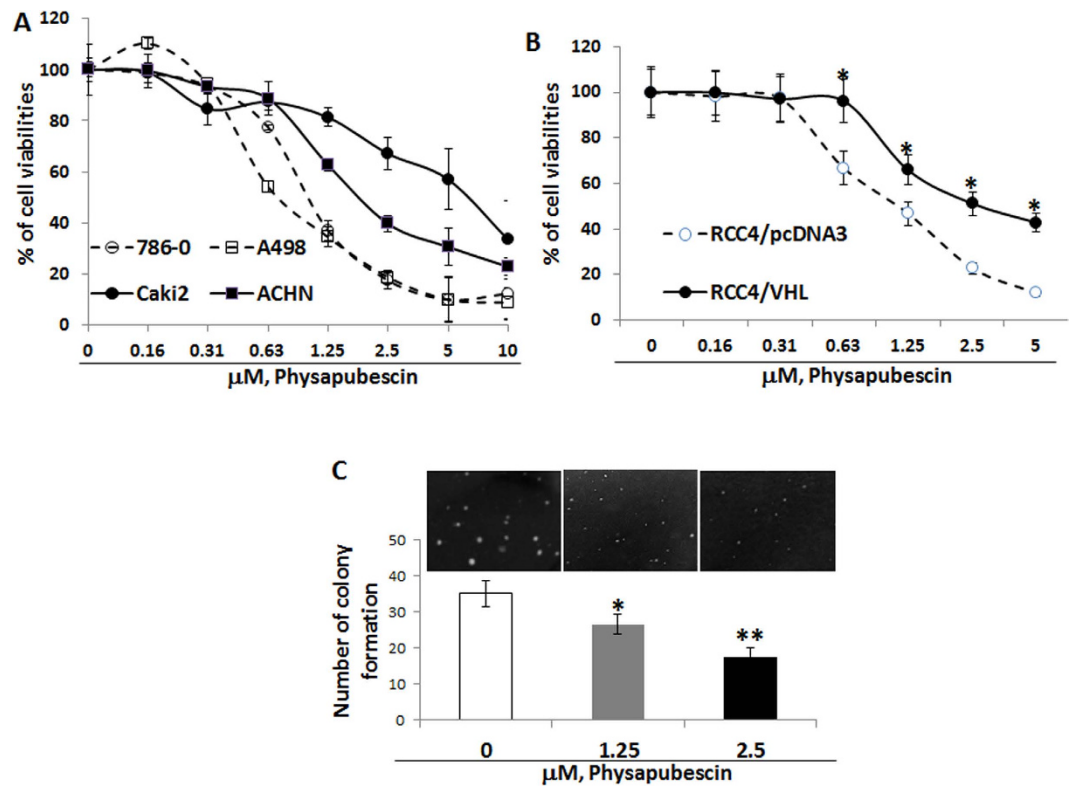 A
120
100
80
60
40
20
0
% of cell viabilities
786-0
A498
Caki2
ACHN
0 0.16 0.31 0.63 1.25 2.5 5 10
μM, Physapubescin
B
120
100
80
60
40
20
0
% of cell viabilities
*
*
*
*
RCC4/pcDNA3
RCC4/VHL
0 0.16 0.31 0.63 1.25 2.5 5
μM, Physapubescin
C
50
40
30
20
10
0
Number of colony
formation
*
**
0 1.25 2.5
μM, Physapubescin